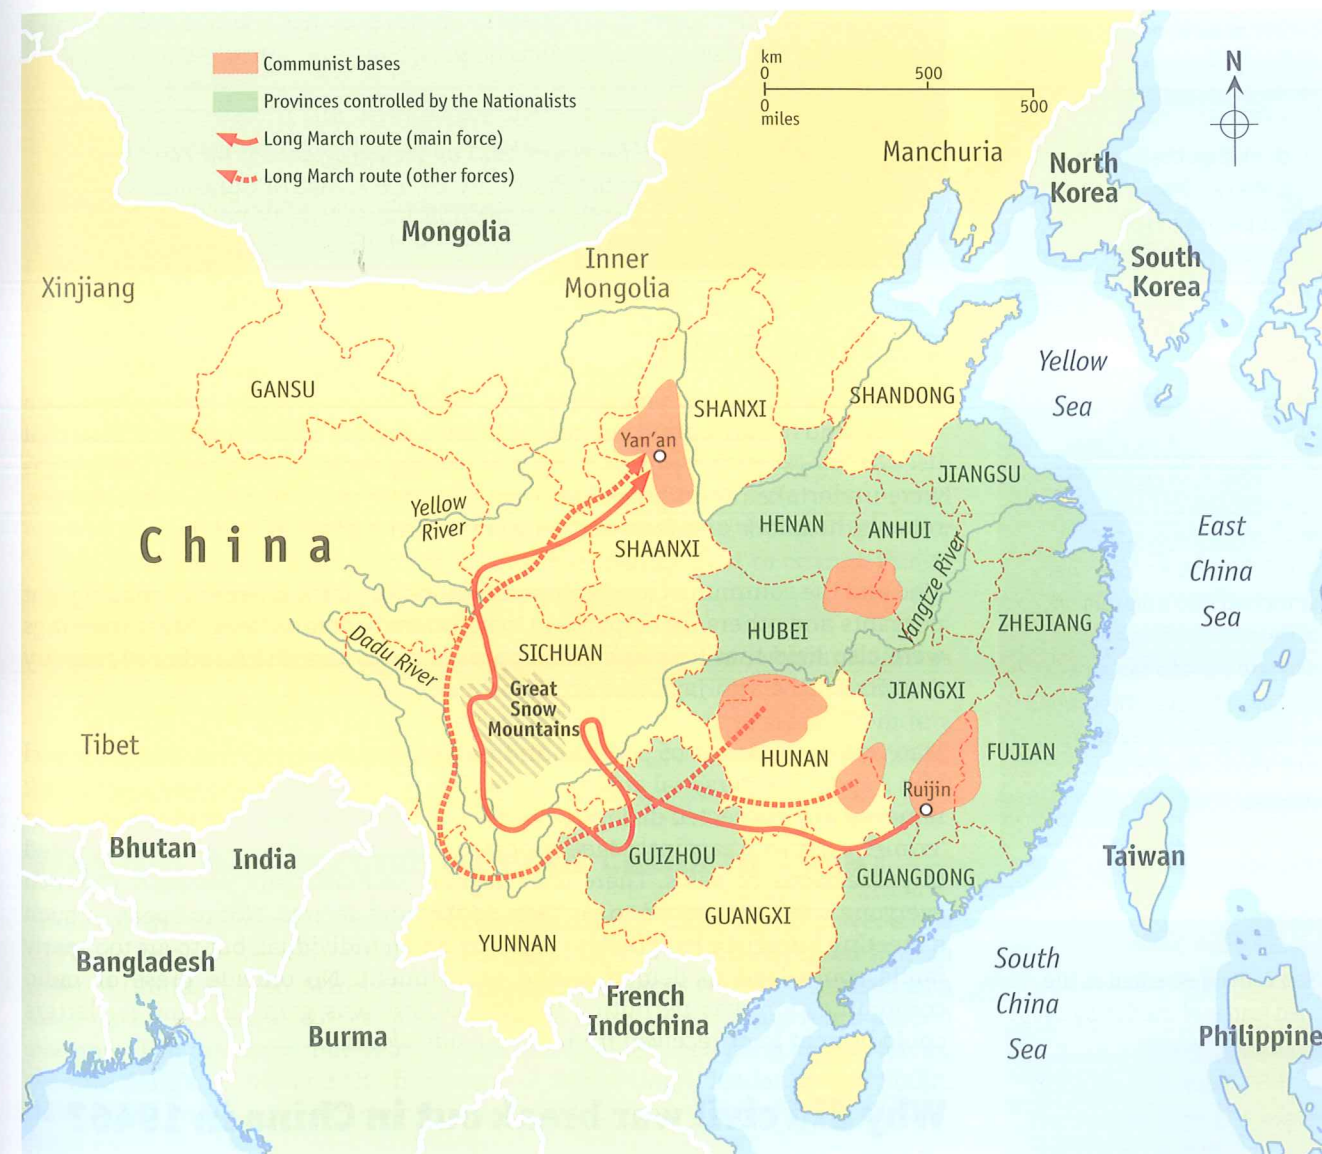 Communist bases
Provinces controlled by the Nationalists
Long March route (main force)
Long March route (other forces)
km
0 500
0 500
miles
N
Manchuria
North
Korea
South
Korea
Mongolia
Inner
Mongolia
Xinjiang
GANSU
SHANXI
SHANDONG
Yellow
Sea
Yan'an
JIANGSU
Yellow
River
HENAN
ANHUI
China
SHAANXI
East
China
Sea
Yangtze River
HUBEI
ZHEJIANG
Dadu River
SICHUAN
Great
Snow
Mountains
JIANGXI
Tibet
HUNAN
FUJIAN
Ruijin
Bhutan
India
GUIZHOU
Taiwan
GUANGDONG
GUANGXI
YUNNAN
Bangladesh
French
Indochina
South
China
Sea
Burma
Philippine